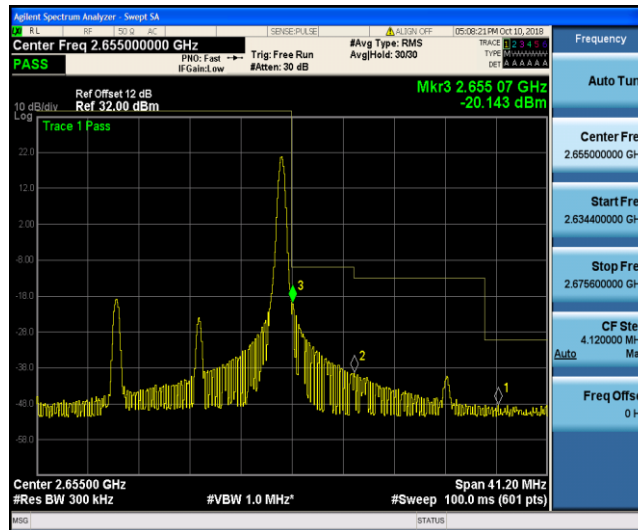 Agilent Spectrum Analyzer - Swept SA
RL RF 50 Ω AC SENSE:PULSE ALIGN OFF 05:08:21 PM Oct 10, 2018
Center Freq 2.655000000 GHz
PASS
PNO: Fast
IFGain:Low
Trig: Free Run
#Atten: 30 dB
#Avg Type: RMS
Avg|Hold: 30/30
TRACE 1 2 3 4 5 6
TYPE M
DET A A A A A A
Frequency
Ref Offset 12 dB
10 dB/div Ref 32.00 dBm
Log
Mkr3 2.655 07 GHz
-20.143 dBm
Trace 1 Pass
22.0
12.0
2.00
-8.00
-18.0
-28.0
-38.0
-48.0
-58.0
3
2
1
Center 2.65500 GHz
Span 41.20 MHz
#Res BW 300 kHz
#VBW 1.0 MHz*
#Sweep 100.0 ms (601 pts)
MSG
STATUS
Auto Tun
Center Fre
2.655000000 GH
Start Fre
2.634400000 GH
Stop Fre
2.675600000 GH
CF Ste
4.120000 MH
Auto Ma
Freq Offse
0 H